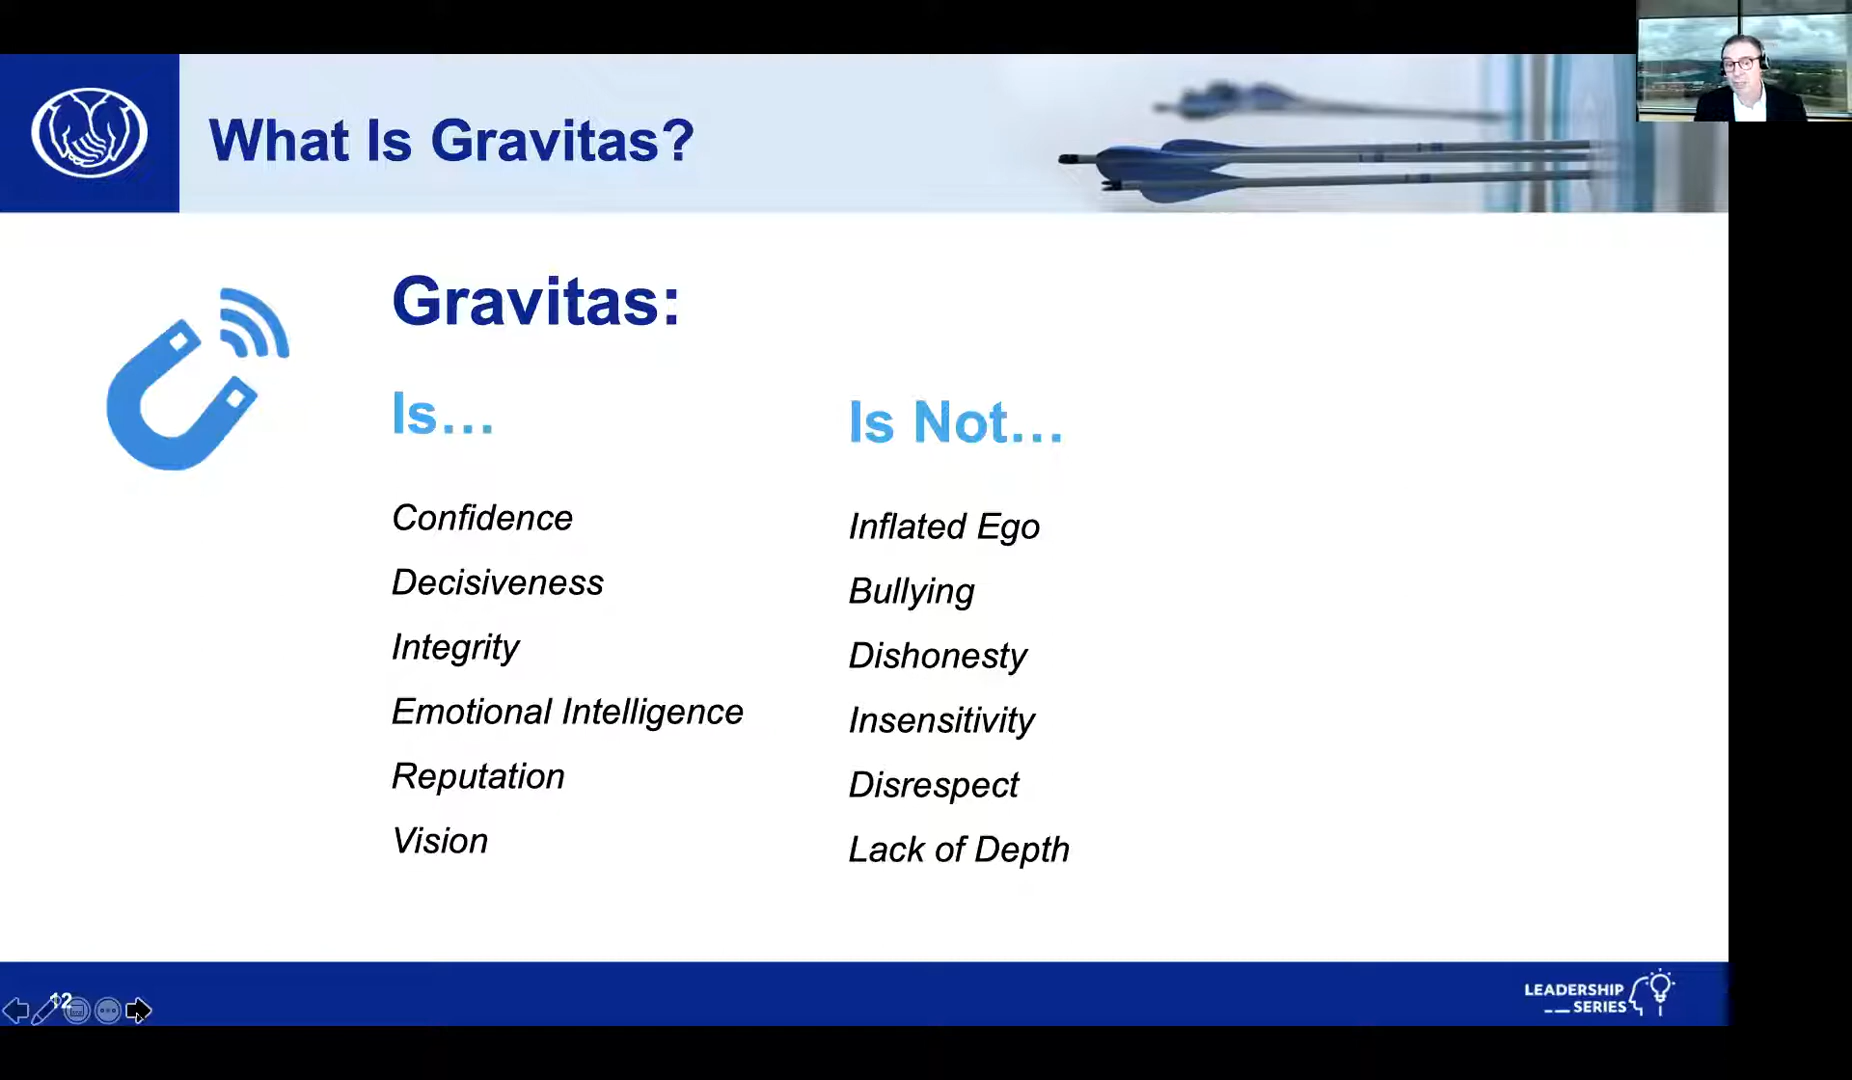 What Is Gravitas?
Gravitas:
Is…
Confidence
Decisiveness
Integrity
Emotional Intelligence
Reputation
Vision
Is Not…
Inflated Ego
Bullying
Dishonesty
Insensitivity
Disrespect
Lack of Depth
12
LEADERSHIP
SERIES